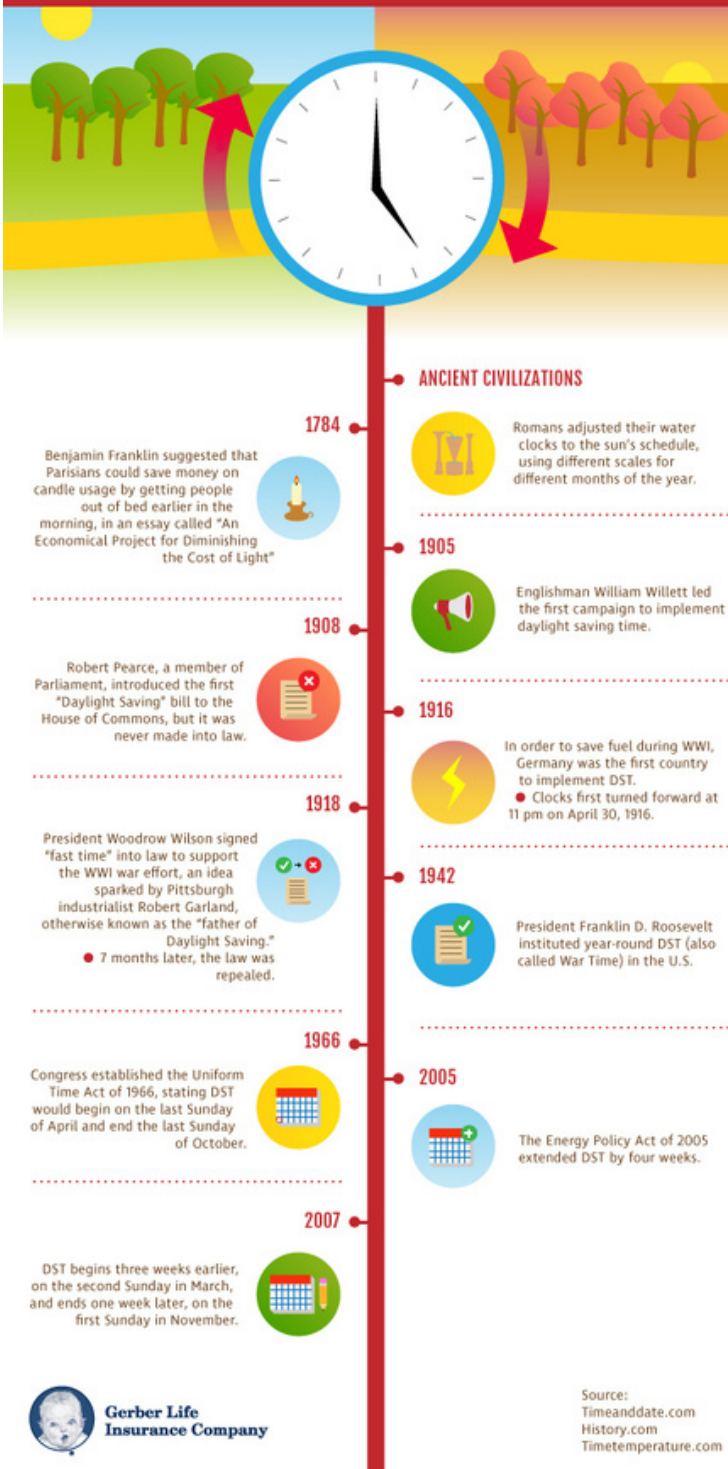 ANCIENT CIVILIZATIONS
Romans adjusted their water
clocks to the sun's schedule,
using different scales for
different months of the year.
1784
Benjamin Franklin suggested that
Parisians could save money on
candle usage by getting people
out of bed earlier in the
morning, in an essay called "An
Economical Project for Diminishing
the Cost of Light"
1905
Englishman William Willett led
the first campaign to implement
daylight saving time.
1908
Robert Pearce, a member of
Parliament, introduced the first
"Daylight Saving" bill to the
House of Commons, but it was
never made into law.
1916
In order to save fuel during WWI,
Germany was the first country
to implement DST.
● Clocks first turned forward at
11 pm on April 30, 1916.
1918
President Woodrow Wilson signed
"fast time" into law to support
the WWI war effort, an idea
sparked by Pittsburgh
industrialist Robert Garland,
otherwise known as the "father of
Daylight Saving."
● 7 months later, the law was
repealed.
1942
President Franklin D. Roosevelt
instituted year-round DST (also
called War Time) in the U.S.
1966
Congress established the Uniform
Time Act of 1966, stating DST
would begin on the last Sunday
of April and end the last Sunday
of October.
2005
The Energy Policy Act of 2005
extended DST by four weeks.
2007
DST begins three weeks earlier,
on the second Sunday in March,
and ends one week later, on the
first Sunday in November.
Gerber Life
Insurance Company
Source:
Timeanddate.com
History.com
Timetemperature.com